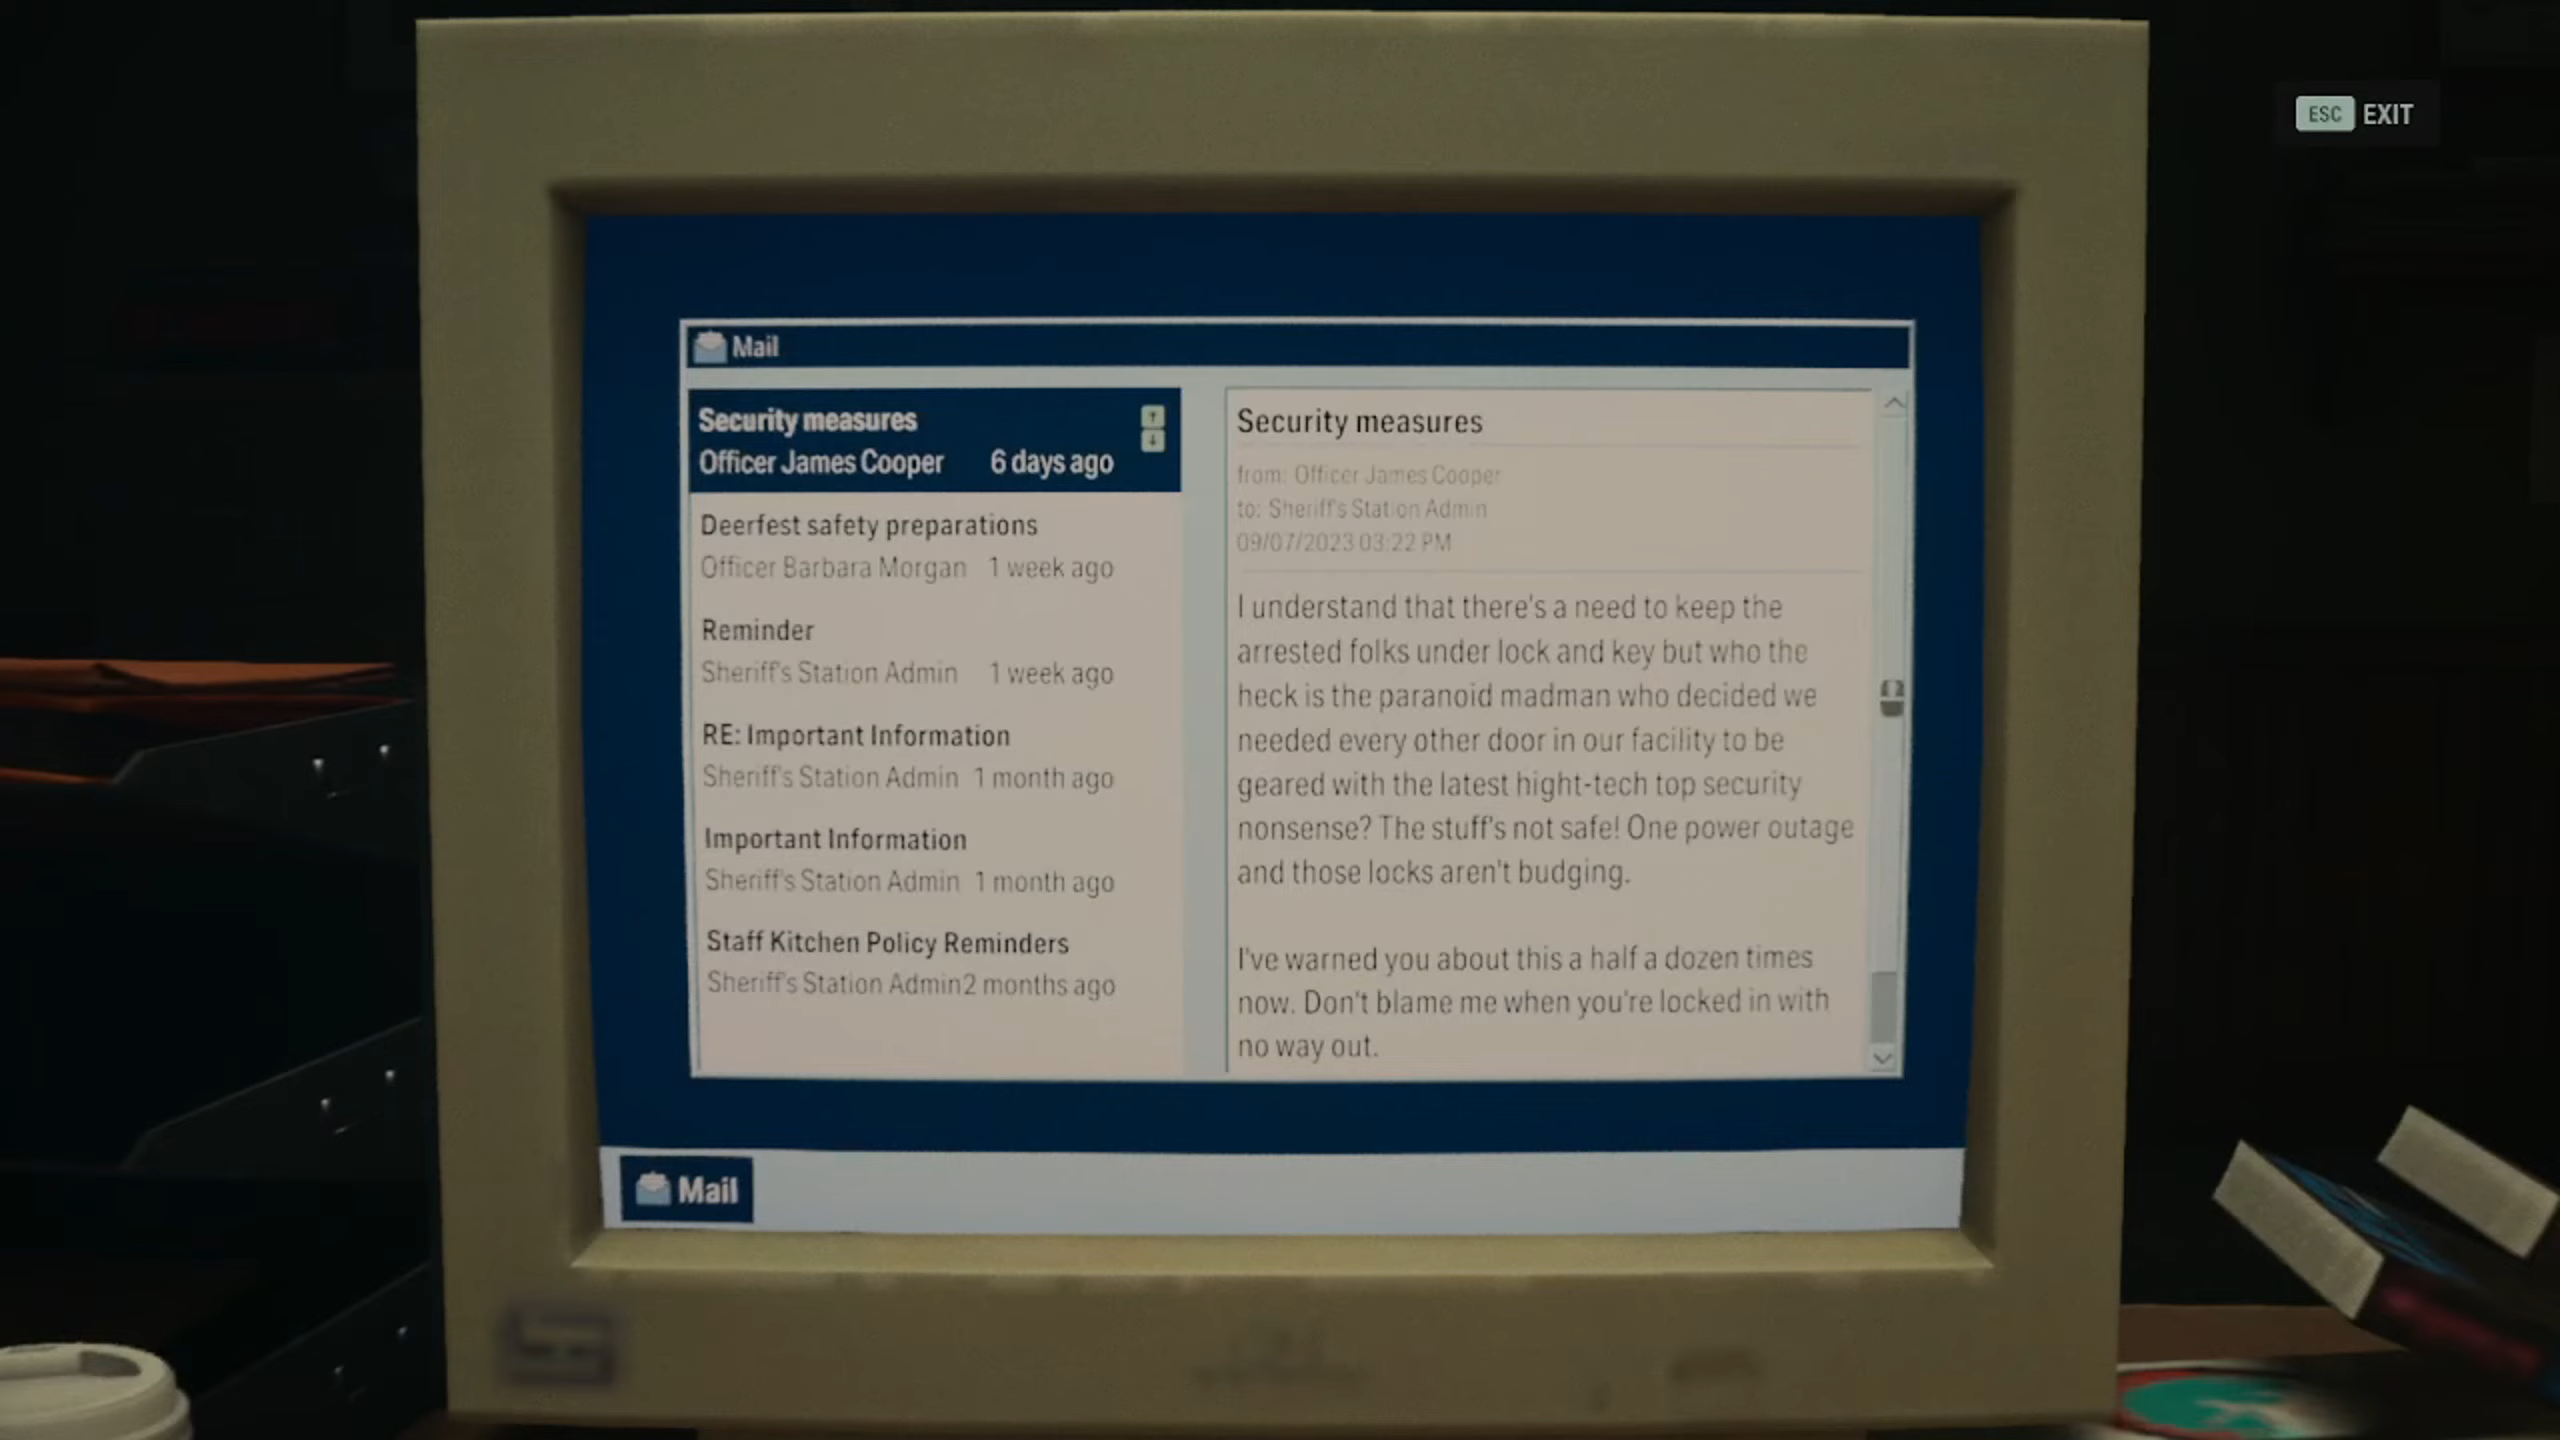 ESC EXIT
Mail
Security measures
Officer James Cooper 6 days ago
Deerfest safety preparations
Officer Barbara Morgan 1 week ago
Reminder
Sheriff's Station Admin 1 week ago
RE: Important Information
Sheriff's Station Admin 1 month ago
Important Information
Sheriff's Station Admin 1 month ago
Staff Kitchen Policy Reminders
Sheriff's Station Admin 2 months ago
Security measures
from: Officer James Cooper
to: Sheriff's Station Admin
09/07/2023 03:22 PM
I understand that there's a need to keep the
arrested folks under lock and key but who the
heck is the paranoid madman who decided we
needed every other door in our facility to be
geared with the latest hight-tech top security
nonsense? The stuff's not safe! One power outage
and those locks aren't budging.
I've warned you about this a half a dozen times
now. Don't blame me when you're locked in with
no way out.
Mail